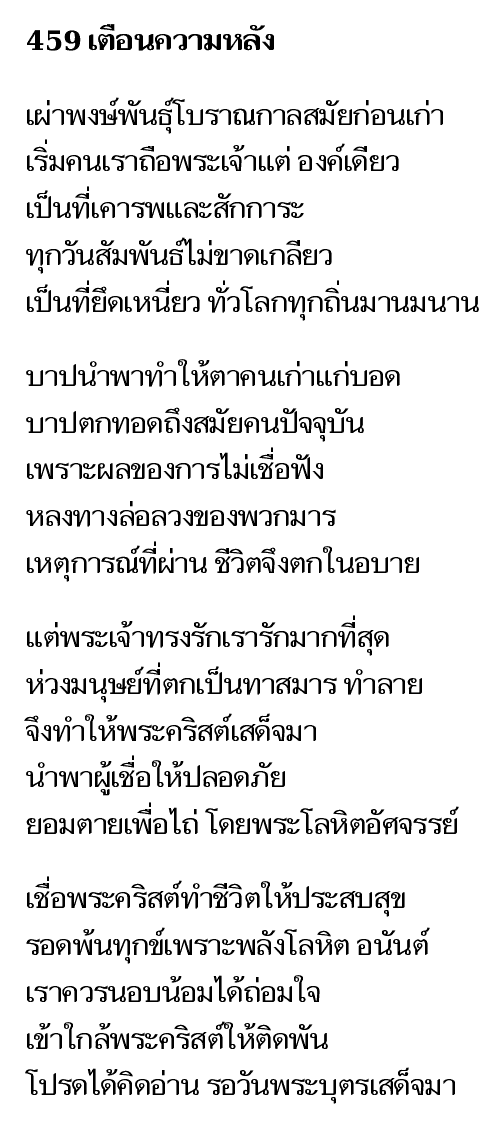 459 เตือนความหลัง
เผ่าพงษ์พันธุ์โบราณกาลสมัยก่อนเก่า
เริ่มคนเราถือพระเจ้าแต่ องค์เดียว
เป็นที่เคารพและสักการะ
ทุกวันสัมพันธ์ไม่ขาดเกลียว
เป็นที่ยึดเหนี่ยว ทั่วโลกทุกถิ่นมานมนาน
บาปนำพาทำให้ตาคนเก่าแก่บอด
บาปตกทอดถึงสมัยคนปัจจุบัน
เพราะผลของการไม่เชื่อฟัง
หลงทางล่อลวงของพวกมาร
เหตุการณ์ที่ผ่าน ชีวิตจึงตกในอบาย
แต่พระเจ้าทรงรักเรารักมากที่สุด
ห่วงมนุษย์ที่ตกเป็นทาสมาร ทำลาย
จึงทำให้พระคริสต์เสด็จมา
นำพาผู้เชื่อให้ปลอดภัย
ยอมตายเพื่อไถ่ โดยพระโลหิตอัศจรรย์
เชื่อพระคริสต์ทำชีวิตให้ประสบสุข
รอดพ้นทุกข์เพราะพลังโลหิต อนันต์
เราควรนอบน้อมได้ถ่อมใจ
เข้าใกล้พระคริสต์ให้ติดพัน
โปรดได้คิดอ่าน รอวันพระบุตรเสด็จมา